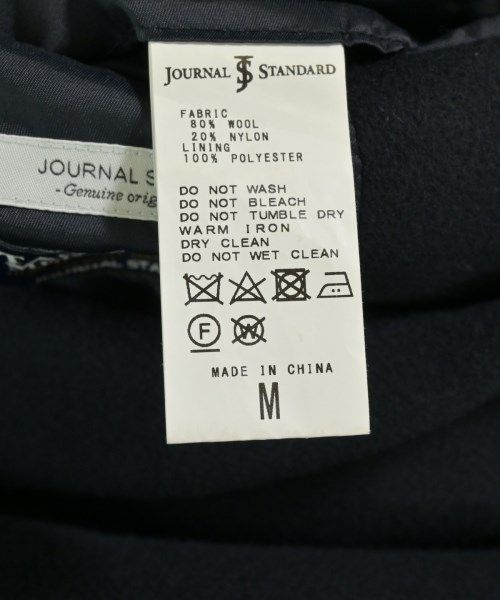 JOURNAL JS STANDARD
FABRIC
80% WOOL
20% NYLON
LINING
100% POLYESTER
DO NOT WASH
DO NOT BLEACH
DO NOT TUMBLE DRY
WARM IRON
DRY CLEAN
DO NOT WET CLEAN
F W
MADE IN CHINA
M
JOURNAL S
- Genuine orig